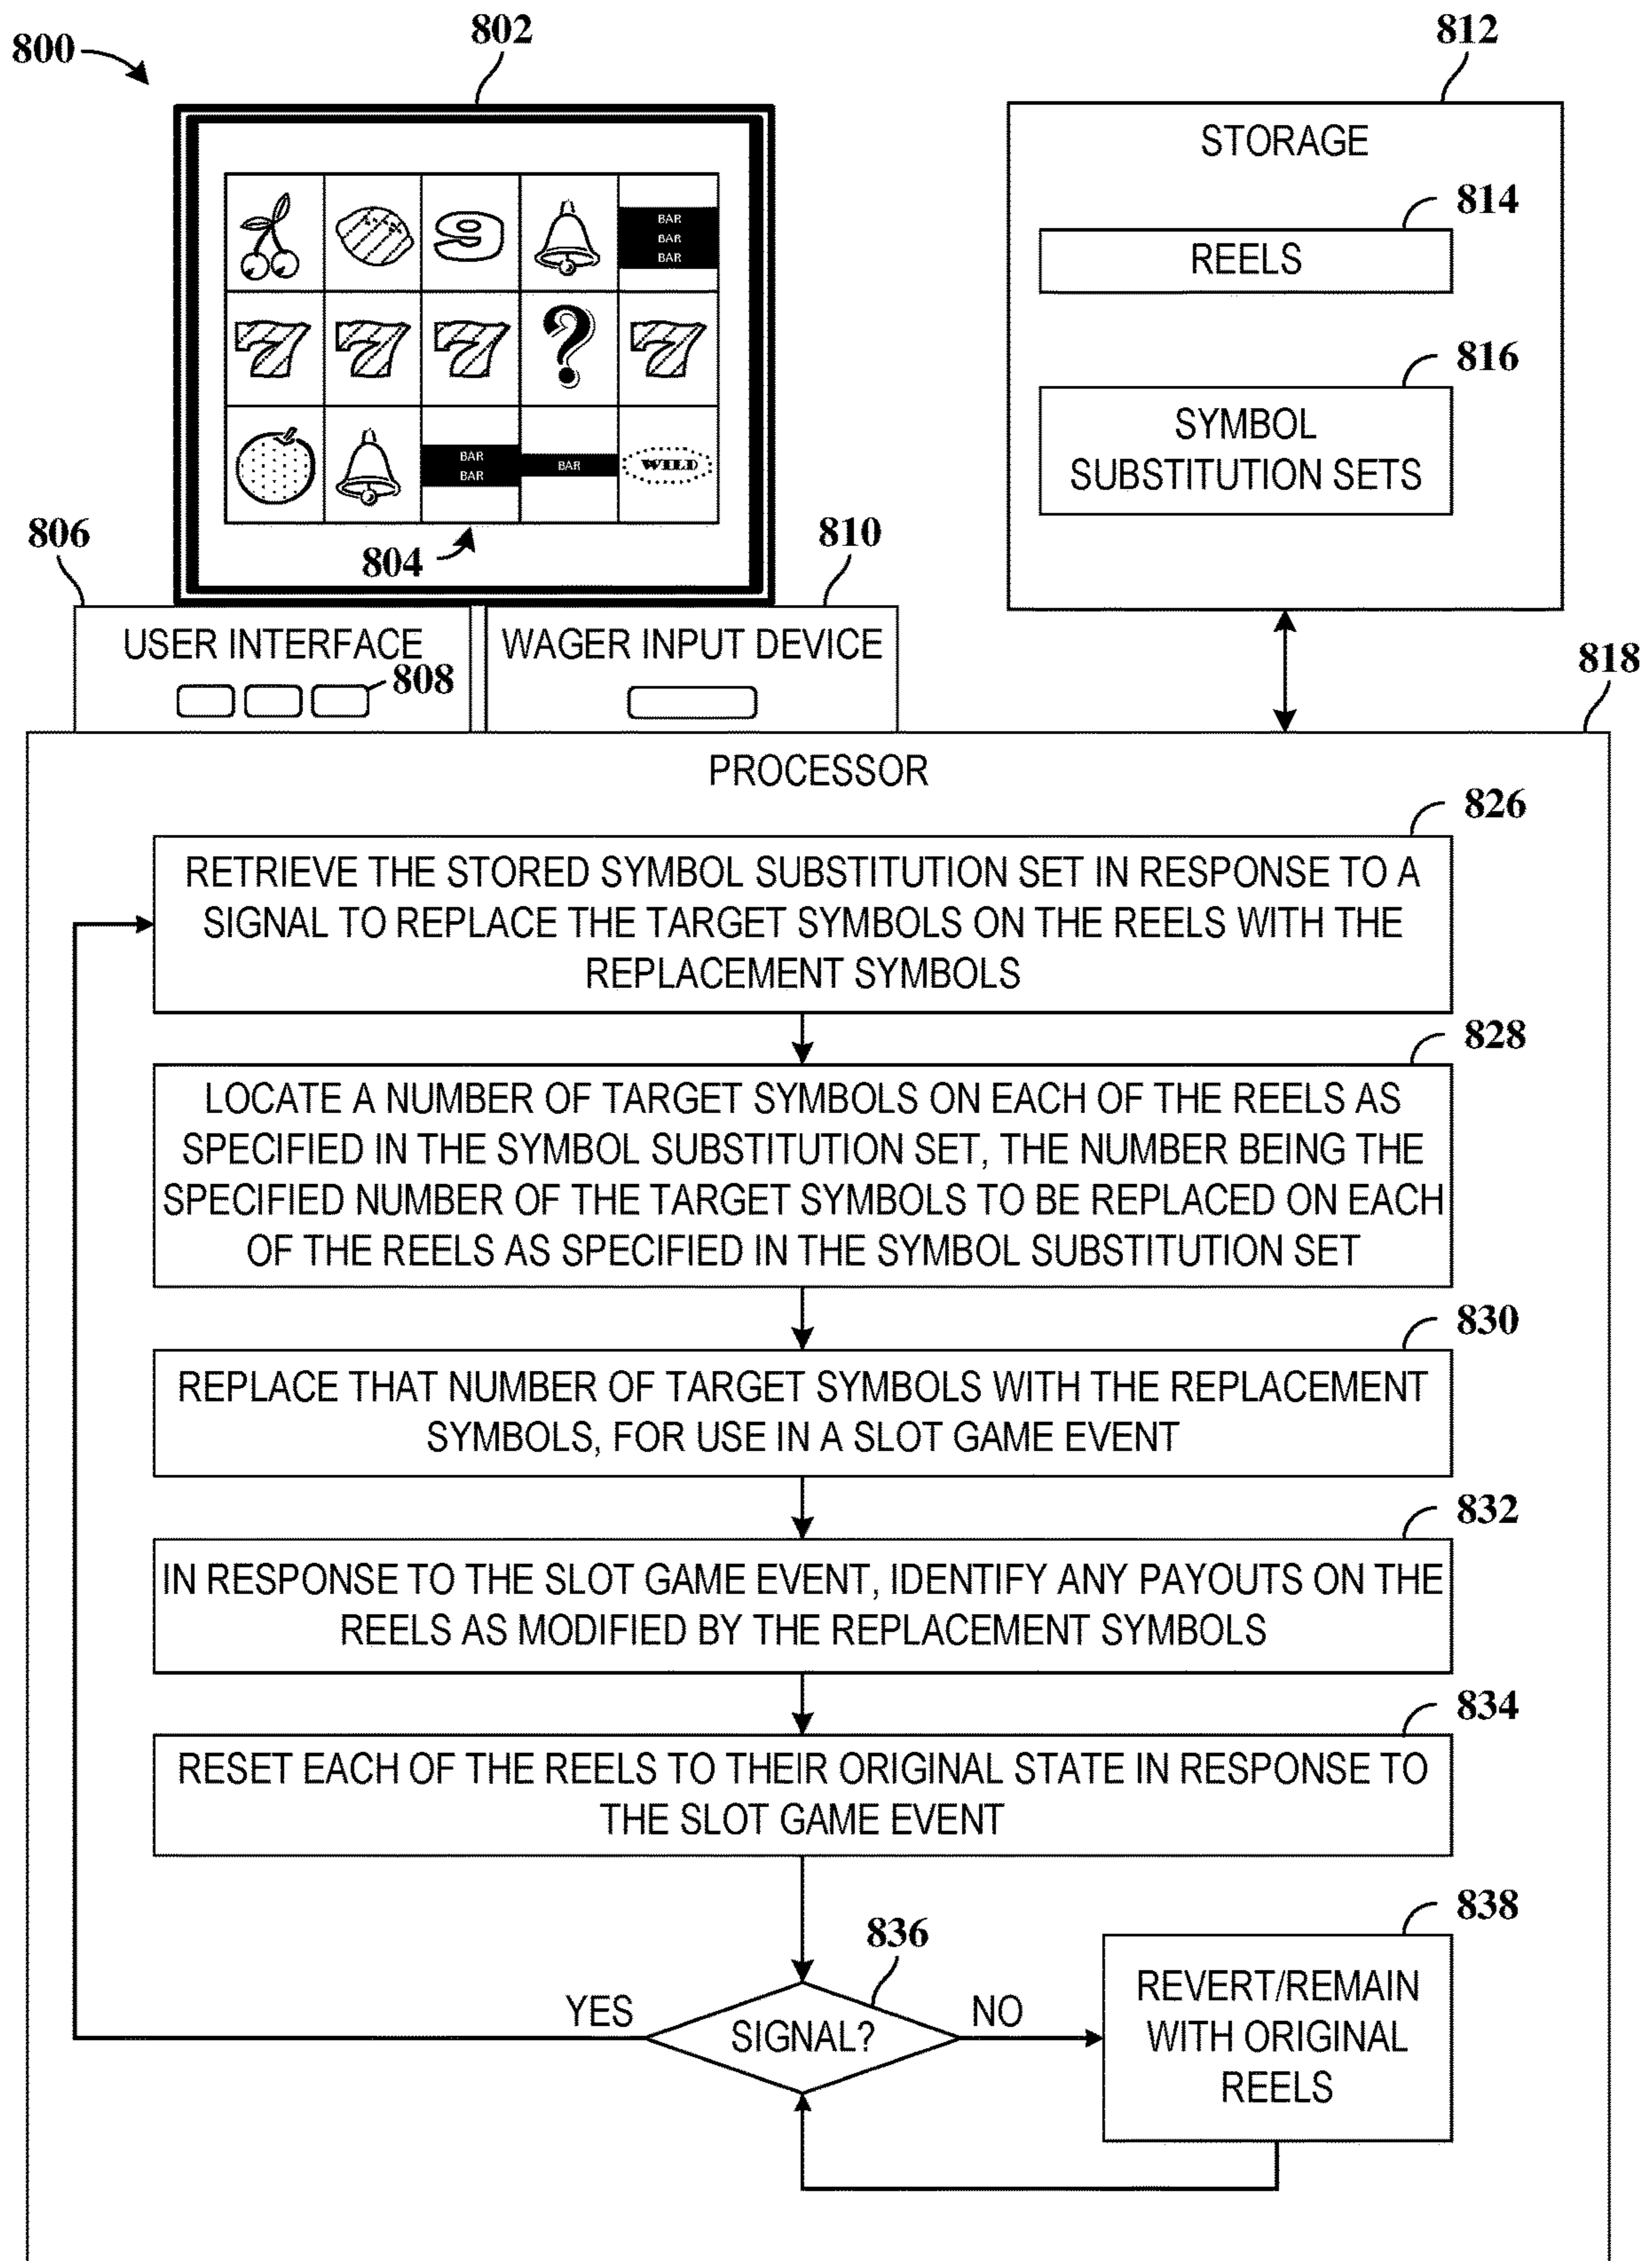 800
802
812
STORAGE
814
REELS
816
SYMBOL
SUBSTITUTION SETS
BAR
BAR
BAR
7 7 7 ? 7
BAR
BAR
BAR
WILD
804
806
810
USER INTERFACE
808
WAGER INPUT DEVICE
818
PROCESSOR
826
RETRIEVE THE STORED SYMBOL SUBSTITUTION SET IN RESPONSE TO A
SIGNAL TO REPLACE THE TARGET SYMBOLS ON THE REELS WITH THE
REPLACEMENT SYMBOLS
828
LOCATE A NUMBER OF TARGET SYMBOLS ON EACH OF THE REELS AS
SPECIFIED IN THE SYMBOL SUBSTITUTION SET, THE NUMBER BEING THE
SPECIFIED NUMBER OF THE TARGET SYMBOLS TO BE REPLACED ON EACH
OF THE REELS AS SPECIFIED IN THE SYMBOL SUBSTITUTION SET
830
REPLACE THAT NUMBER OF TARGET SYMBOLS WITH THE REPLACEMENT
SYMBOLS, FOR USE IN A SLOT GAME EVENT
832
IN RESPONSE TO THE SLOT GAME EVENT, IDENTIFY ANY PAYOUTS ON THE
REELS AS MODIFIED BY THE REPLACEMENT SYMBOLS
834
RESET EACH OF THE REELS TO THEIR ORIGINAL STATE IN RESPONSE TO
THE SLOT GAME EVENT
836
YES
SIGNAL?
NO
838
REVERT/REMAIN
WITH ORIGINAL
REELS